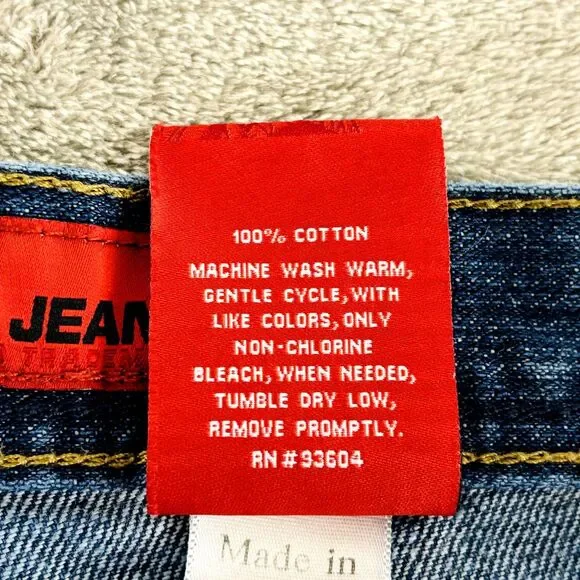 100% COTTON
MACHINE WASH WARM,
GENTLE CYCLE, WITH
LIKE COLORS, ONLY
NON-CHLORINE
BLEACH, WHEN NEEDED,
TUMBLE DRY LOW,
REMOVE PROMPTLY.
RN # 93604
JEAN
Made in